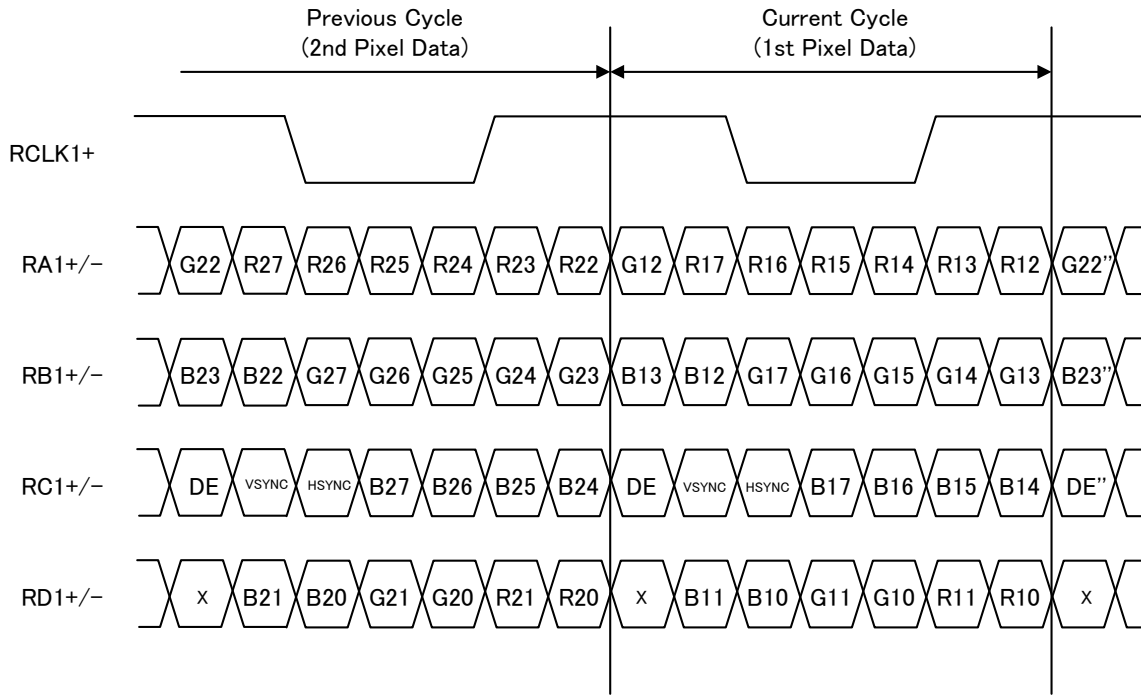 Previous Cycle
(2nd Pixel Data)
Current Cycle
(1st Pixel Data)
RCLK1+
RA1+/- G22 R27 R26 R25 R24 R23 R22 G12 R17 R16 R15 R14 R13 R12 G22''
RB1+/- B23 B22 G27 G26 G25 G24 G23 B13 B12 G17 G16 G15 G14 G13 B23''
RC1+/- DE VSYNC HSYNC B27 B26 B25 B24 DE VSYNC HSYNC B17 B16 B15 B14 DE''
RD1+/- X B21 B20 G21 G20 R21 R20 X B11 B10 G11 G10 R11 R10 X